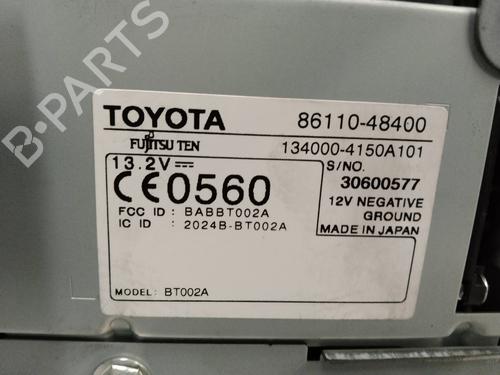 TOYOTA 86110-48400
FUJITSU TEN 134000-4150A101
13.2V S/NO.
CE0560 30600577
FCC ID : BABBT002A 12V NEGATIVE
GROUND
IC ID : 2024B-BT002A MADE IN JAPAN
MODEL: BT002A
B-PARTS